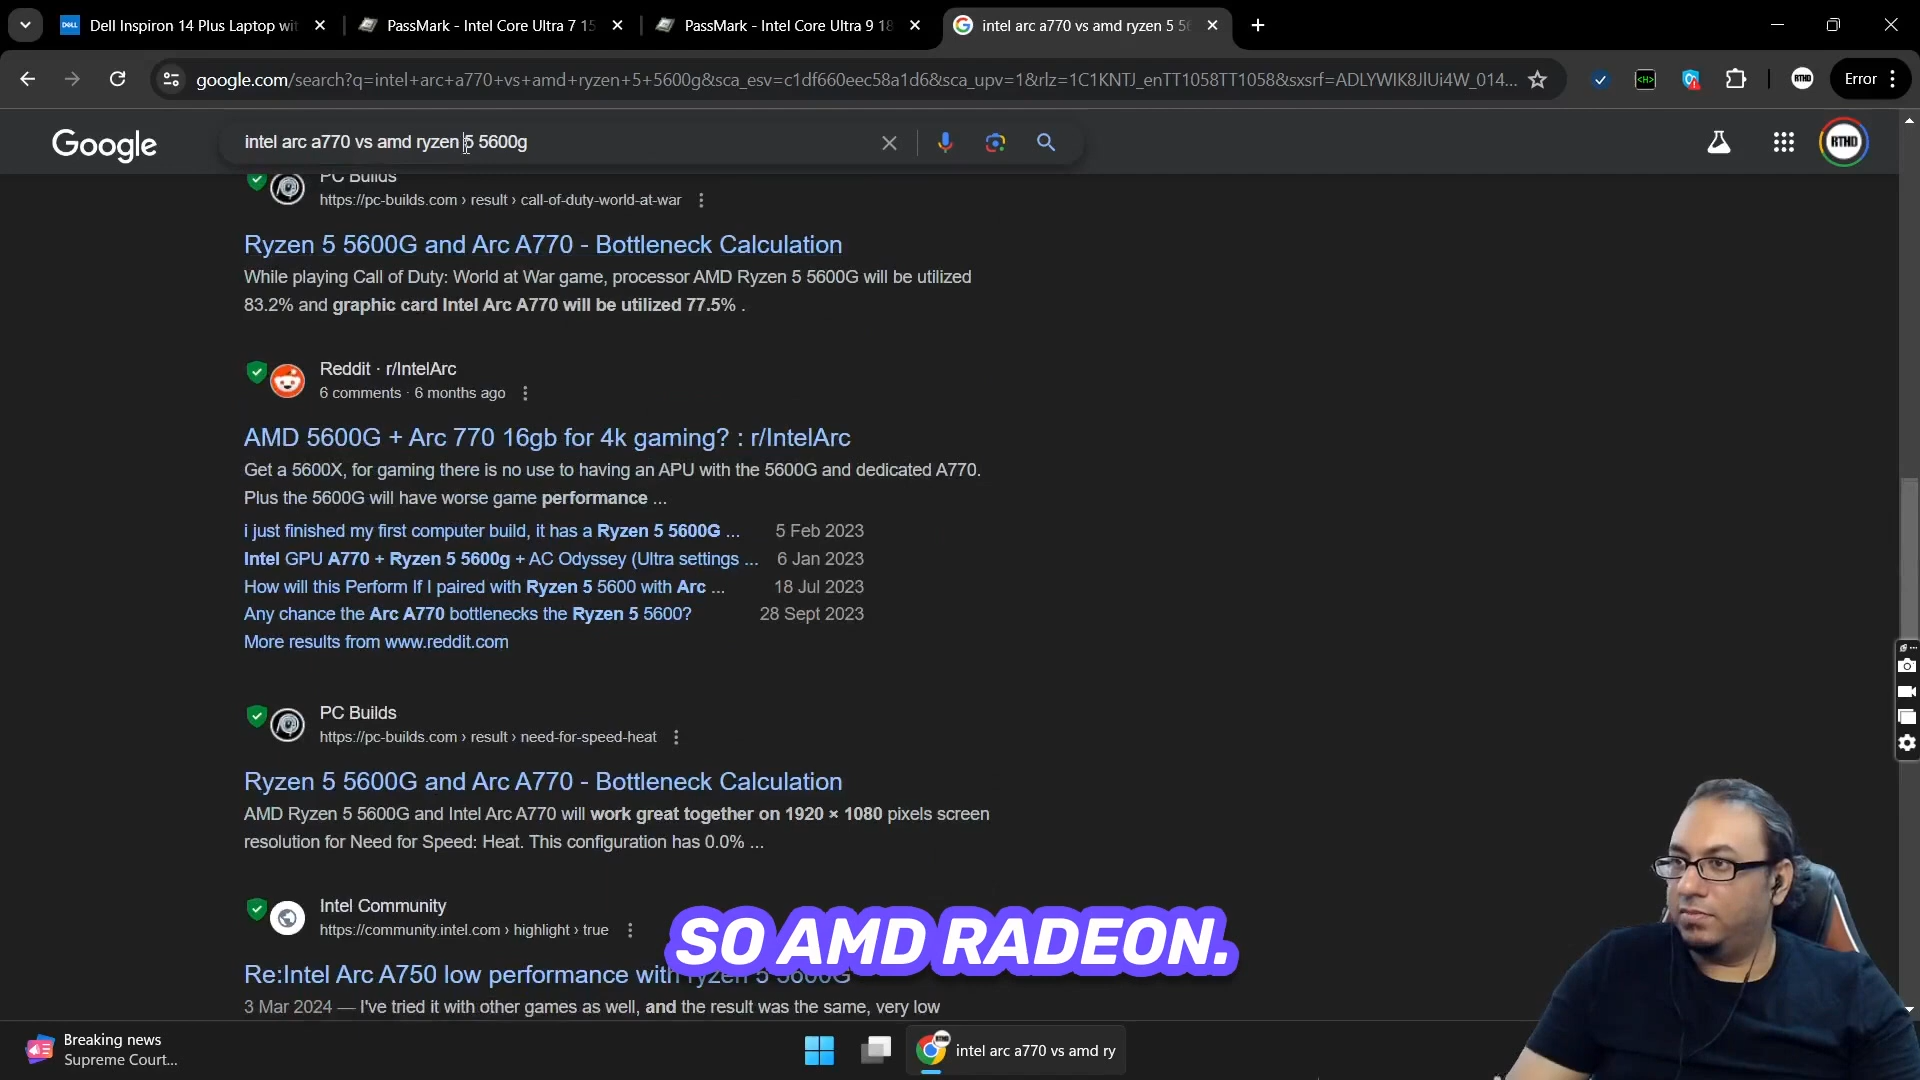 Dell Inspiron 14 Plus Laptop wit
PassMark - Intel Core Ultra 7 15
PassMark - Intel Core Ultra 9 18
intel arc a770 vs amd ryzen 5 56
google.com/search?q=intel+arc+a770+vs+amd+ryzen+5+5600g&sca_esv=c1df660eec58a1d6&sca_upv=1&rlz=1C1KNTJ_enTT1058TT1058&sxsrf=ADLYWIK8JlUi4W_014...
Error
Google
intel arc a770 vs amd ryzen 5 5600g
RTHD
PC Builds
https://pc-builds.com › result › call-of-duty-world-at-war
Ryzen 5 5600G and Arc A770 - Bottleneck Calculation
While playing Call of Duty: World at War game, processor AMD Ryzen 5 5600G will be utilized
83.2% and graphic card Intel Arc A770 will be utilized 77.5% .
Reddit · r/IntelArc
6 comments · 6 months ago
AMD 5600G + Arc 770 16gb for 4k gaming? : r/IntelArc
Get a 5600X, for gaming there is no use to having an APU with the 5600G and dedicated A770.
Plus the 5600G will have worse game performance ...
i just finished my first computer build, it has a Ryzen 5 5600G ... 5 Feb 2023
Intel GPU A770 + Ryzen 5 5600g + AC Odyssey (Ultra settings ... 6 Jan 2023
How will this Perform If I paired with Ryzen 5 5600 with Arc ... 18 Jul 2023
Any chance the Arc A770 bottlenecks the Ryzen 5 5600? 28 Sept 2023
More results from www.reddit.com
PC Builds
https://pc-builds.com › result › need-for-speed-heat
Ryzen 5 5600G and Arc A770 - Bottleneck Calculation
AMD Ryzen 5 5600G and Intel Arc A770 will work great together on 1920 × 1080 pixels screen
resolution for Need for Speed: Heat. This configuration has 0.0% ...
Intel Community
https://community.intel.com › highlight › true
SO AMD RADEON.
Re:Intel Arc A750 low performance with ryzen 5 5600G
3 Mar 2024 — I've tried it with other games as well, and the result was the same, very low
Breaking news
Supreme Court...
intel arc a770 vs amd ry